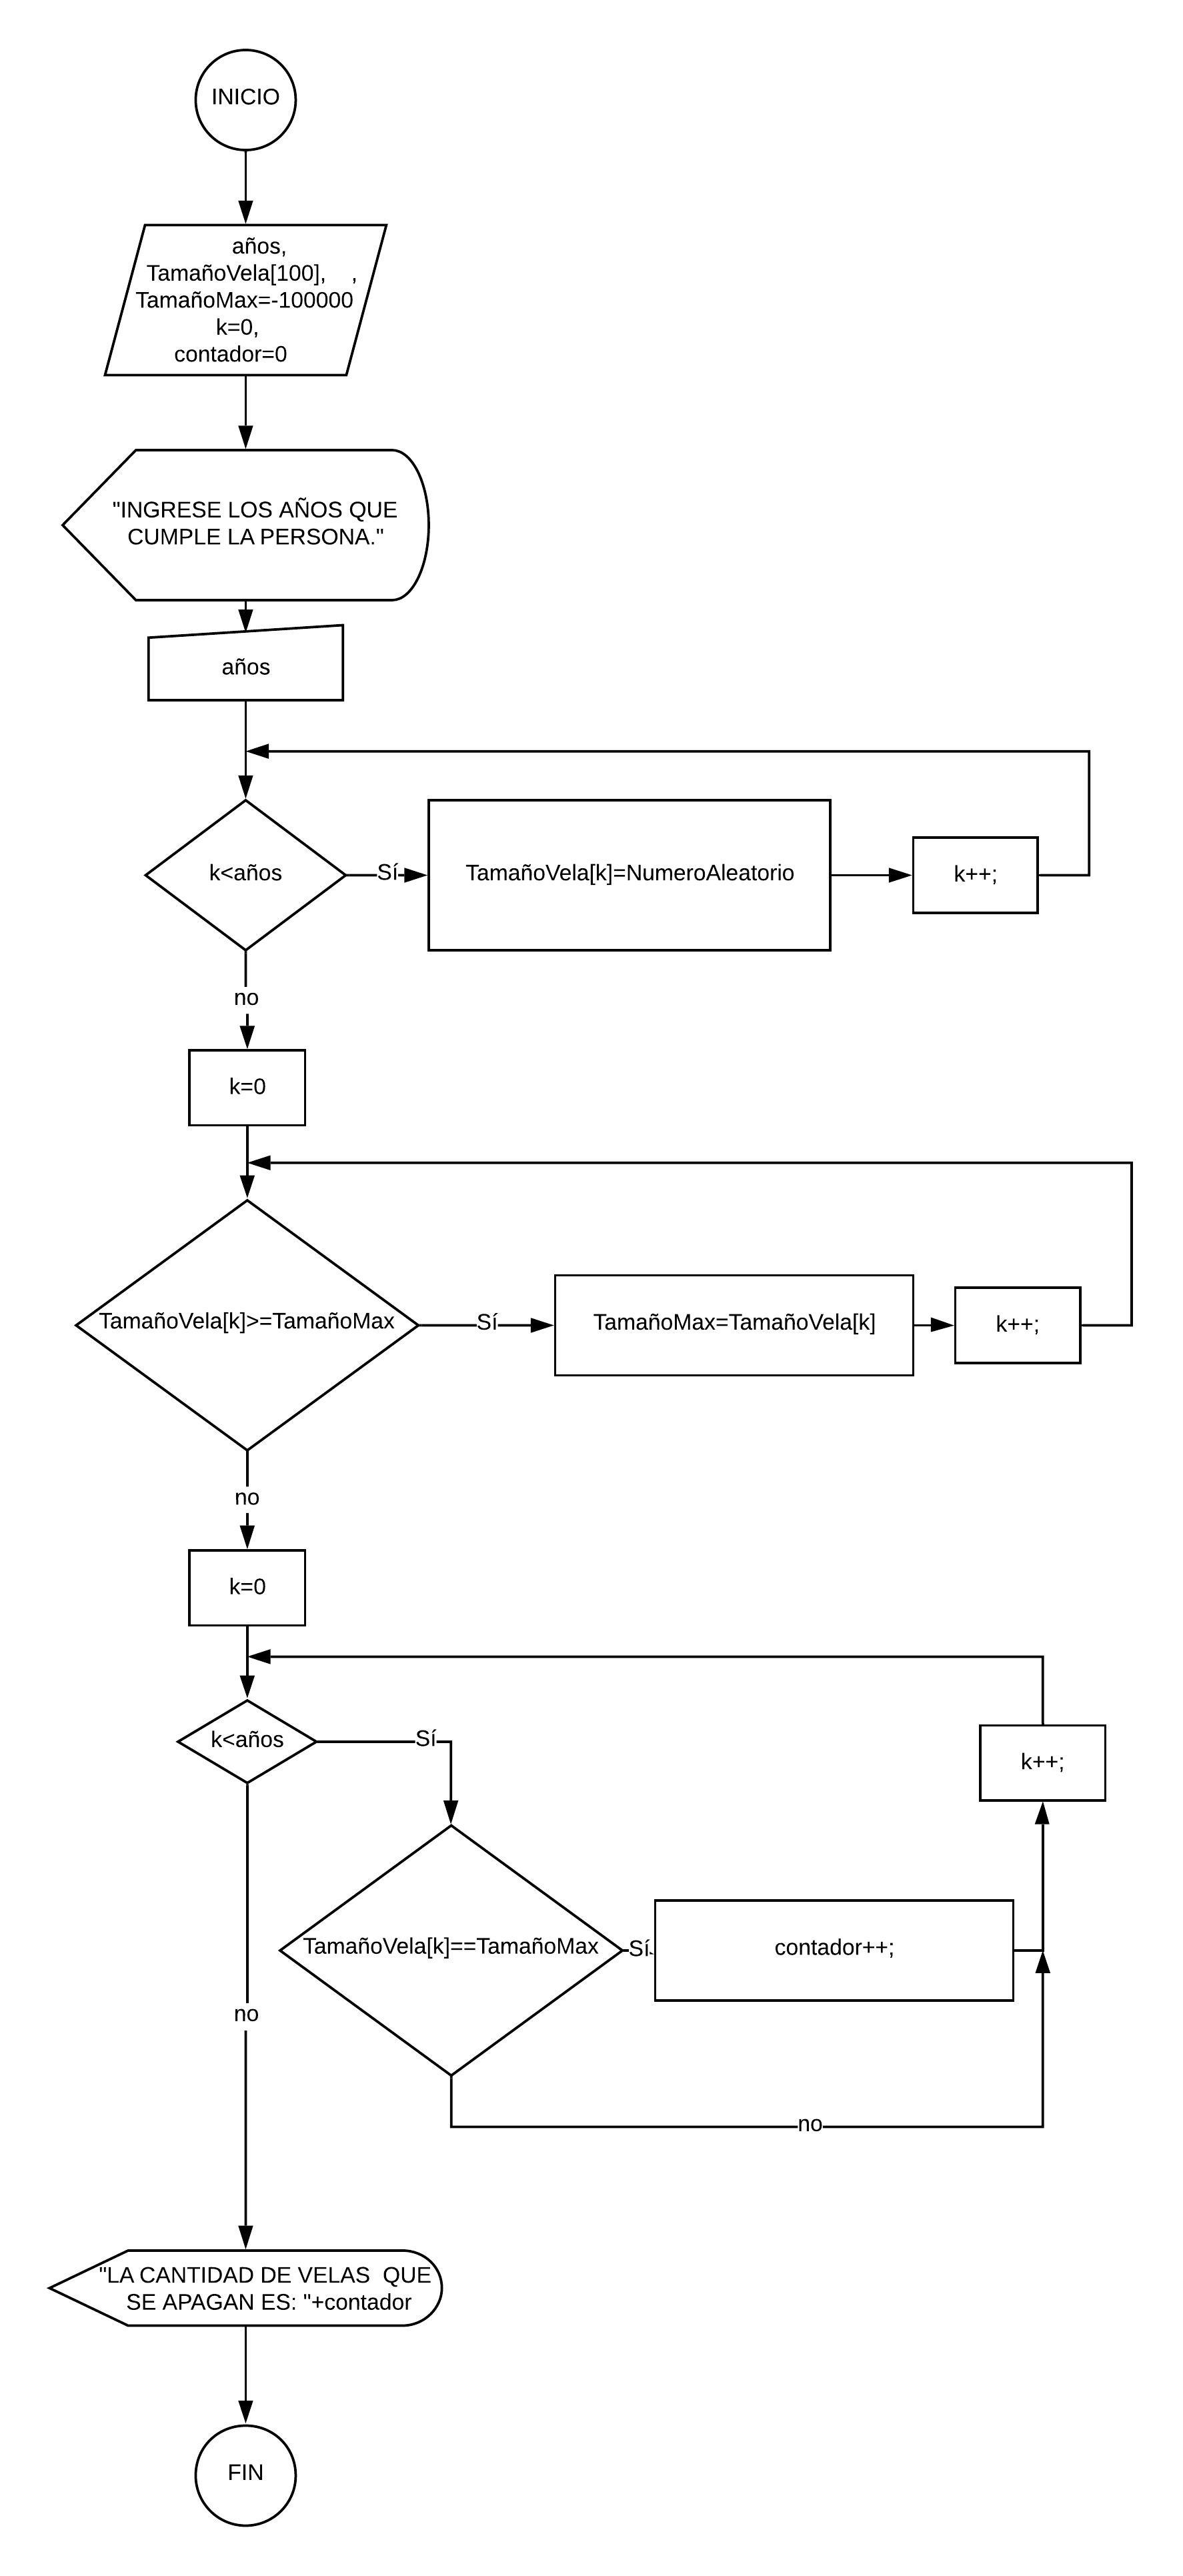 INICIO
años,
TamañoVela[100], ,
TamañoMax=-100000
k=0,
contador=0
"INGRESE LOS AÑOS QUE
CUMPLE LA PERSONA."
años
k<años
Sí
TamañoVela[k]=NumeroAleatorio
k++;
no
k=0
TamañoVela[k]>=TamañoMax
Sí
TamañoMax=TamañoVela[k]
k++;
no
k=0
k<años
Sí
k++;
TamañoVela[k]==TamañoMax
Sí
contador++;
no
no
"LA CANTIDAD DE VELAS  QUE
SE APAGAN ES: "+contador
FIN